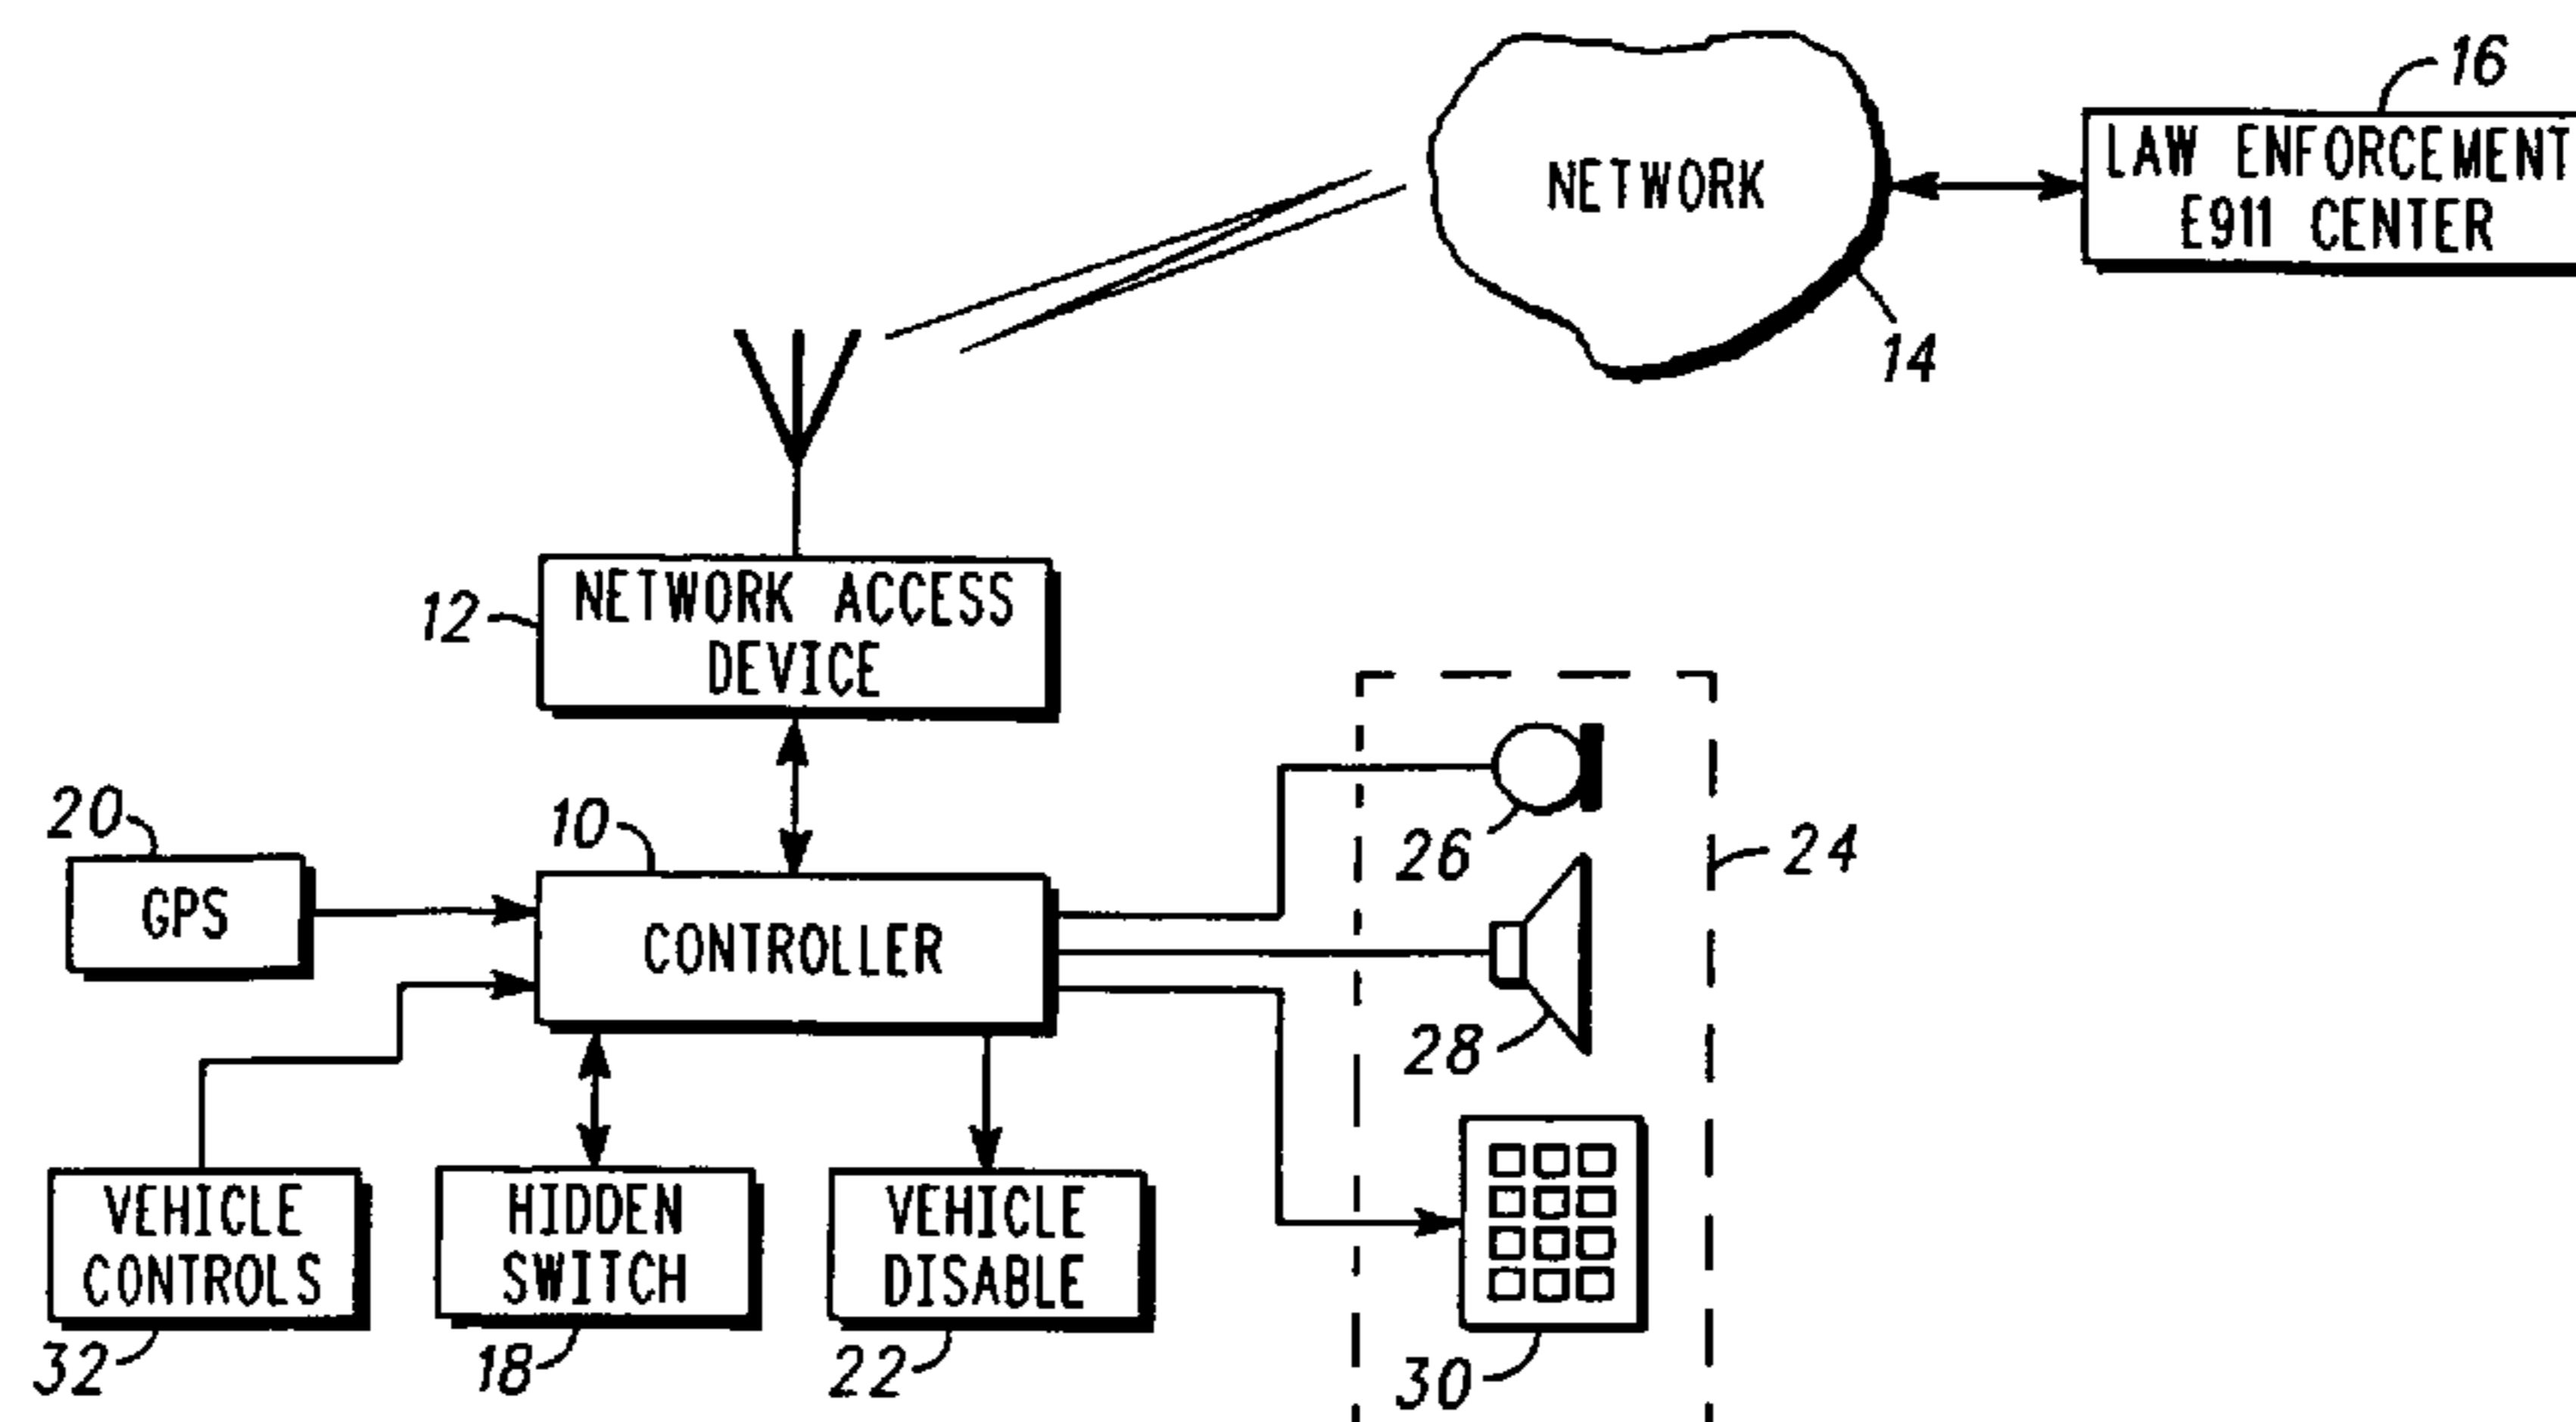 16
LAW ENFORCEMENT
E911 CENTER
NETWORK
14
12
NETWORK ACCESS
DEVICE
20
GPS
10
CONTROLLER
26
24
28
VEHICLE
CONTROLS
32
HIDDEN
SWITCH
18
VEHICLE
DISABLE
22
30